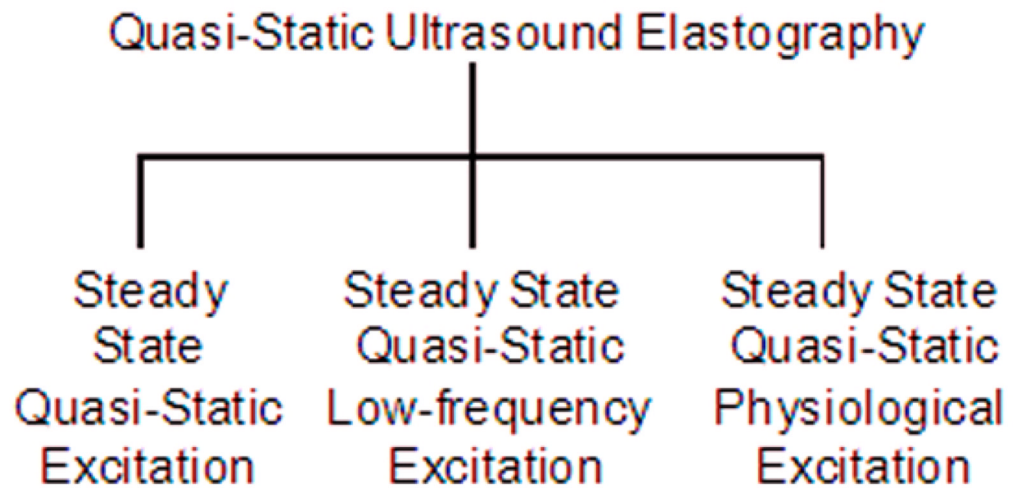 Quasi-Static Ultrasound Elastography
Steady
State
Quasi-Static
Excitation
Steady State
Quasi-Static
Low-frequency
Excitation
Steady State
Quasi-Static
Physiological
Excitation